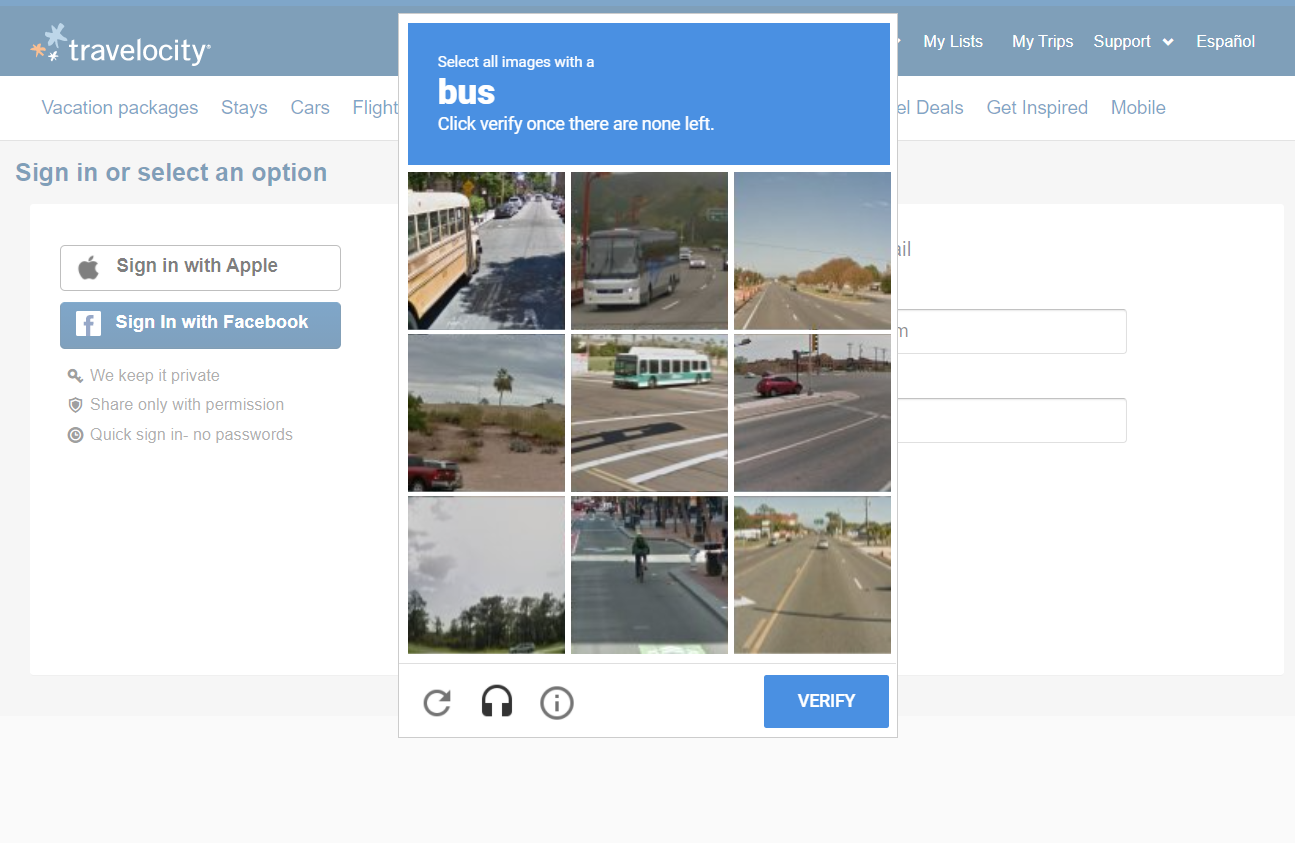 travelocity®
My Lists
My Trips
Support
Español
Vacation packages
Stays
Cars
Flight
el Deals
Get Inspired
Mobile
Sign in or select an option
Sign in with Apple
Sign In with Facebook
We keep it private
Share only with permission
Quick sign in- no passwords
Select all images with a
bus
Click verify once there are none left.
ail
m
VERIFY